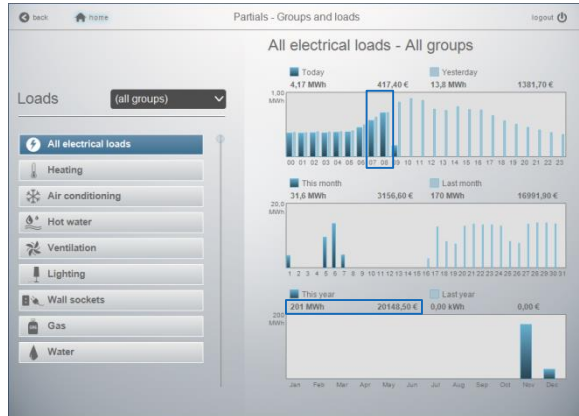 back home Partials - Groups and loads logout
All electrical loads - All groups
Loads (all groups)
All electrical loads
Heating
Air conditioning
Hot water
Ventilation
Lighting
Wall sockets
Gas
Water
Today Yesterday
4,17 MWh 417,40 € 13,8 MWh 1381,70 €
1,00
MWh
00 01 02 03 04 05 06 07 08 09 10 11 12 13 14 15 16 17 18 19 20 21 22 23
This month Last month
31,6 MWh 3156,60 € 170 MWh 16991,90 €
20,0
MWh
1 2 3 4 5 6 7 8 9 10 11 12 13 14 15 16 17 18 19 20 21 22 23 24 25 26 27 28 29 30 31
This year Last year
201 MWh 20148,50 € 0,00 kWh 0,00 €
200
MWh
Jan Feb Mar Apr May Jun Jul Aug Sep Oct Nov Dec